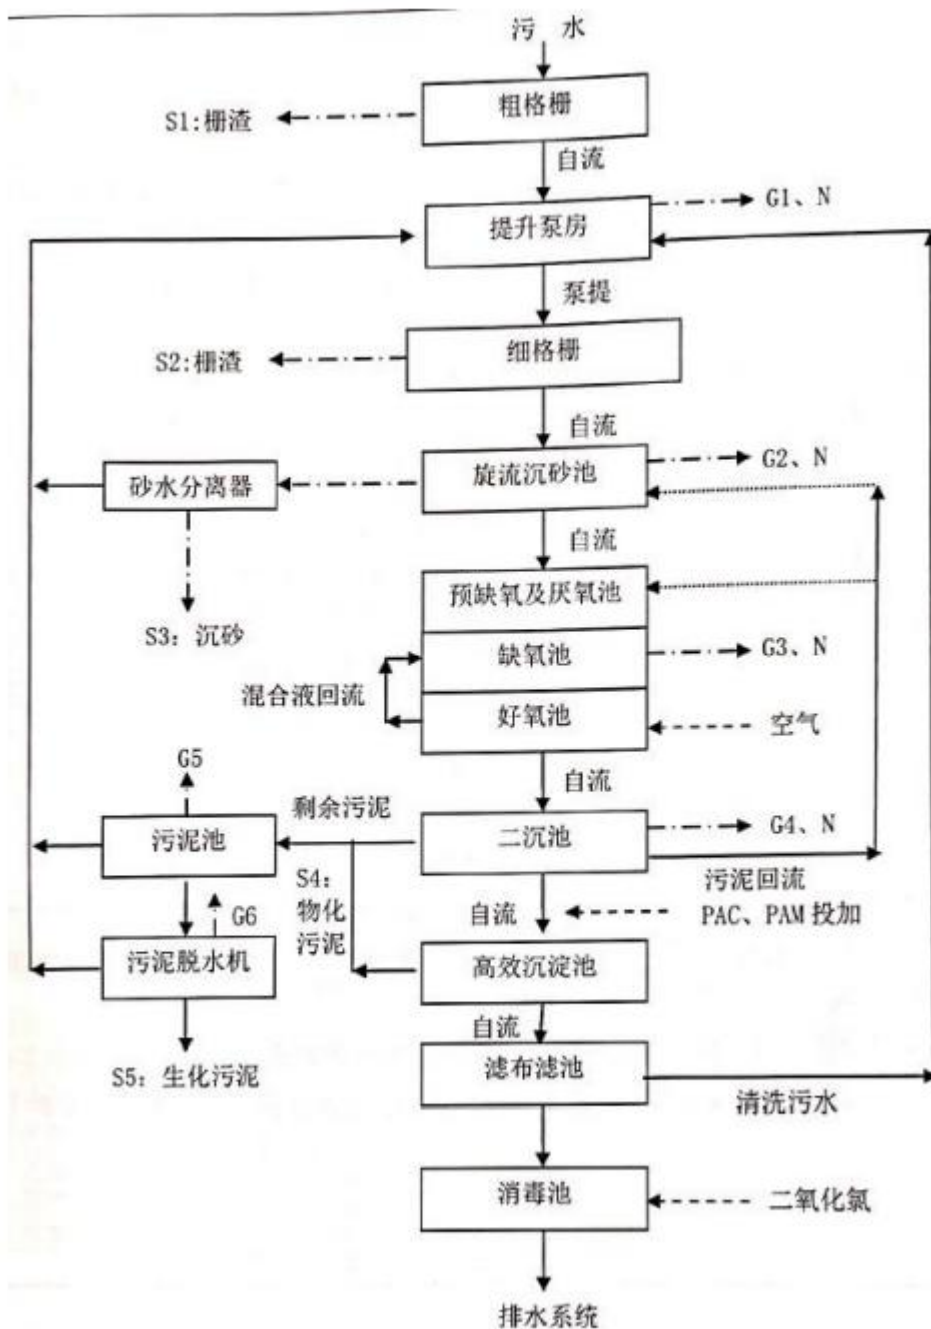 污 水
粗格栅
S1:栅渣
自流
G1、N
提升泵房
泵提
细格栅
S2:栅渣
自流
旋流沉砂池
G2、N
砂水分离器
自流
预缺氧及厌氧池
S3: 沉砂
缺氧池
G3、N
混合液回流
好氧池
空气
G5
自流
剩余污泥
污泥池
二沉池
G4、N
S4:
物化
污泥
污泥回流
G6
自流
PAC、PAM 投加
污泥脱水机
高效沉淀池
自流
滤布滤池
S5: 生化污泥
清洗污水
消毒池
二氧化氯
排水系统